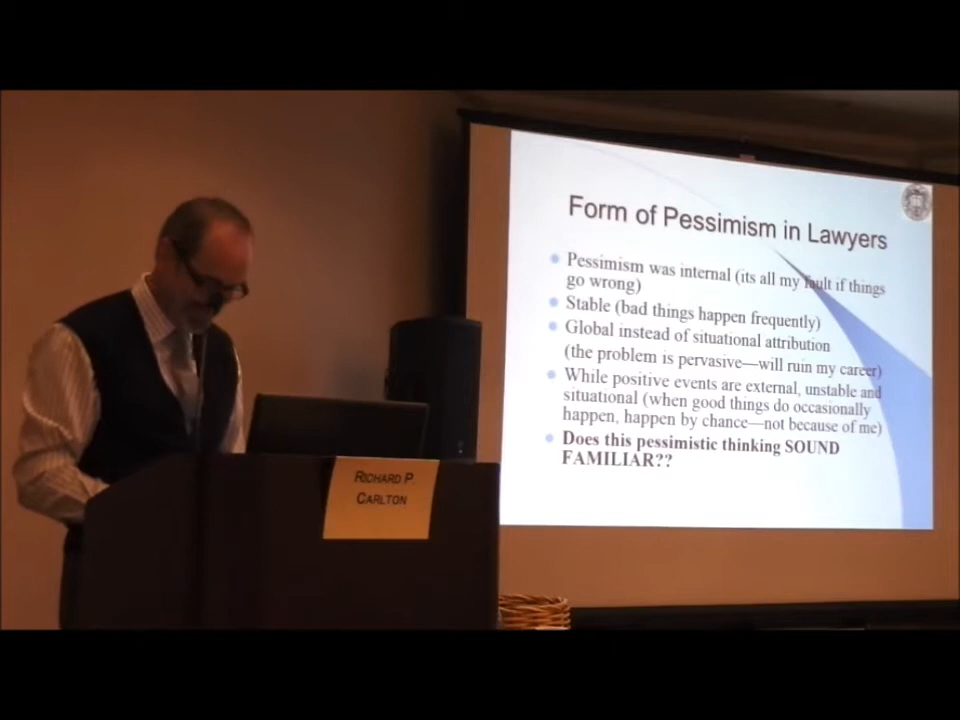 Form of Pessimism in Lawyers
Pessimism was internal (its all my fault if things
go wrong)
Stable (bad things happen frequently)
Global instead of situational attribution
(the problem is pervasive—will ruin my career)
While positive events are external, unstable and
situational (when good things do occasionally
happen, happen by chance—not because of me)
Does this pessimistic thinking SOUND
FAMILIAR??
RICHARD P.
CARLTON